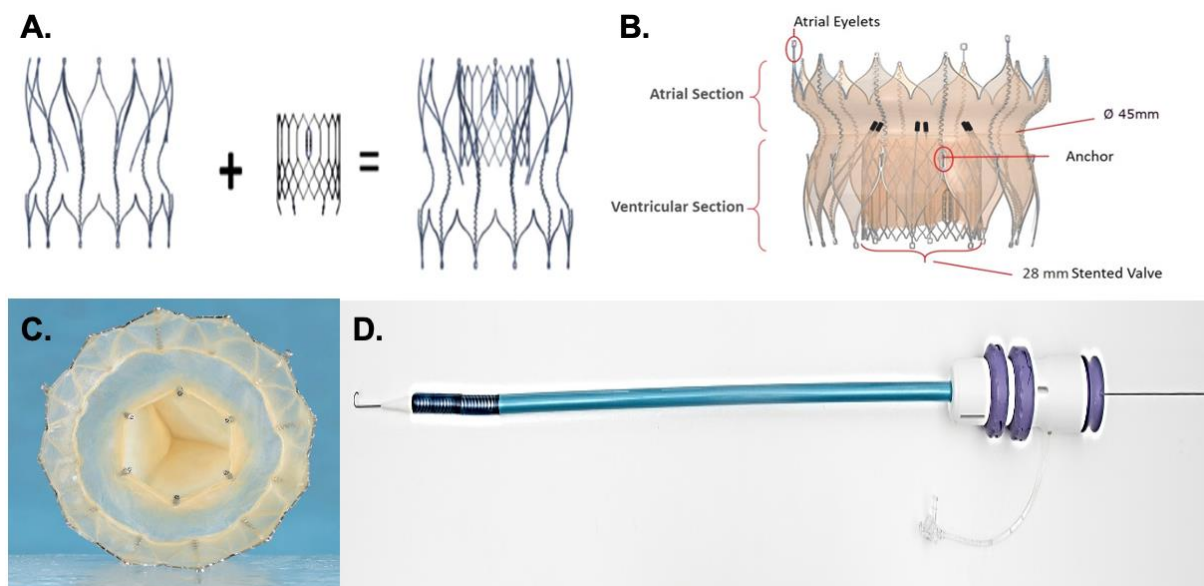 A.
+
=
B.
Atrial Eyelets
Atrial Section
Ø 45mm
Anchor
Ventricular Section
28 mm Stented Valve
C.
D.